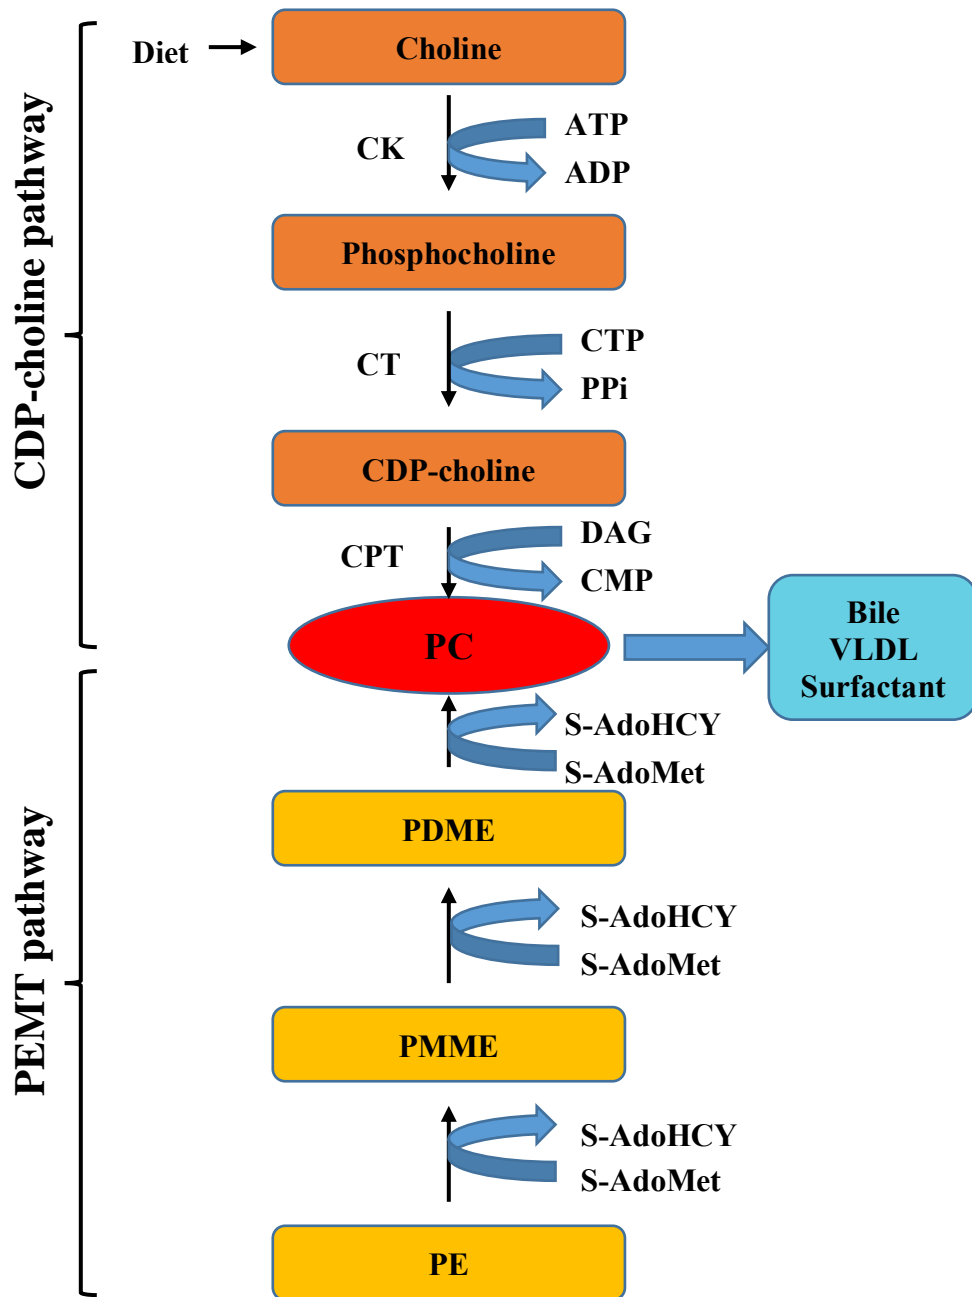 Diet
Choline
CK
ATP
ADP
Phosphocholine
CT
CTP
PPi
CDP-choline
CPT
DAG
CMP
CDP-choline pathway
PC
Bile
VLDL
Surfactant
S-AdoHCY
S-AdoMet
PDME
S-AdoHCY
S-AdoMet
PMME
S-AdoHCY
S-AdoMet
PE
PEMT pathway